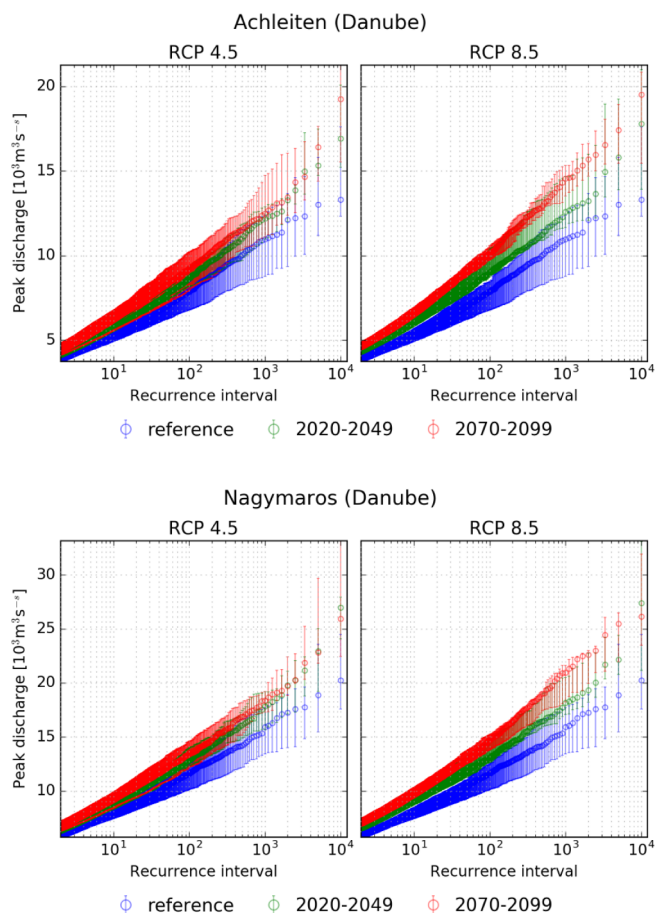 Achleiten (Danube)
RCP 4.5 RCP 8.5
20
15
10
5
Peak discharge [10³m³s⁻ˢ]
10¹ 10² 10³ 10⁴ 10¹ 10² 10³ 10⁴
Recurrence interval Recurrence interval
reference 2020-2049 2070-2099
Nagymaros (Danube)
RCP 4.5 RCP 8.5
30
25
20
15
10
Peak discharge [10³m³s⁻ˢ]
10¹ 10² 10³ 10⁴ 10¹ 10² 10³ 10⁴
Recurrence interval Recurrence interval
reference 2020-2049 2070-2099